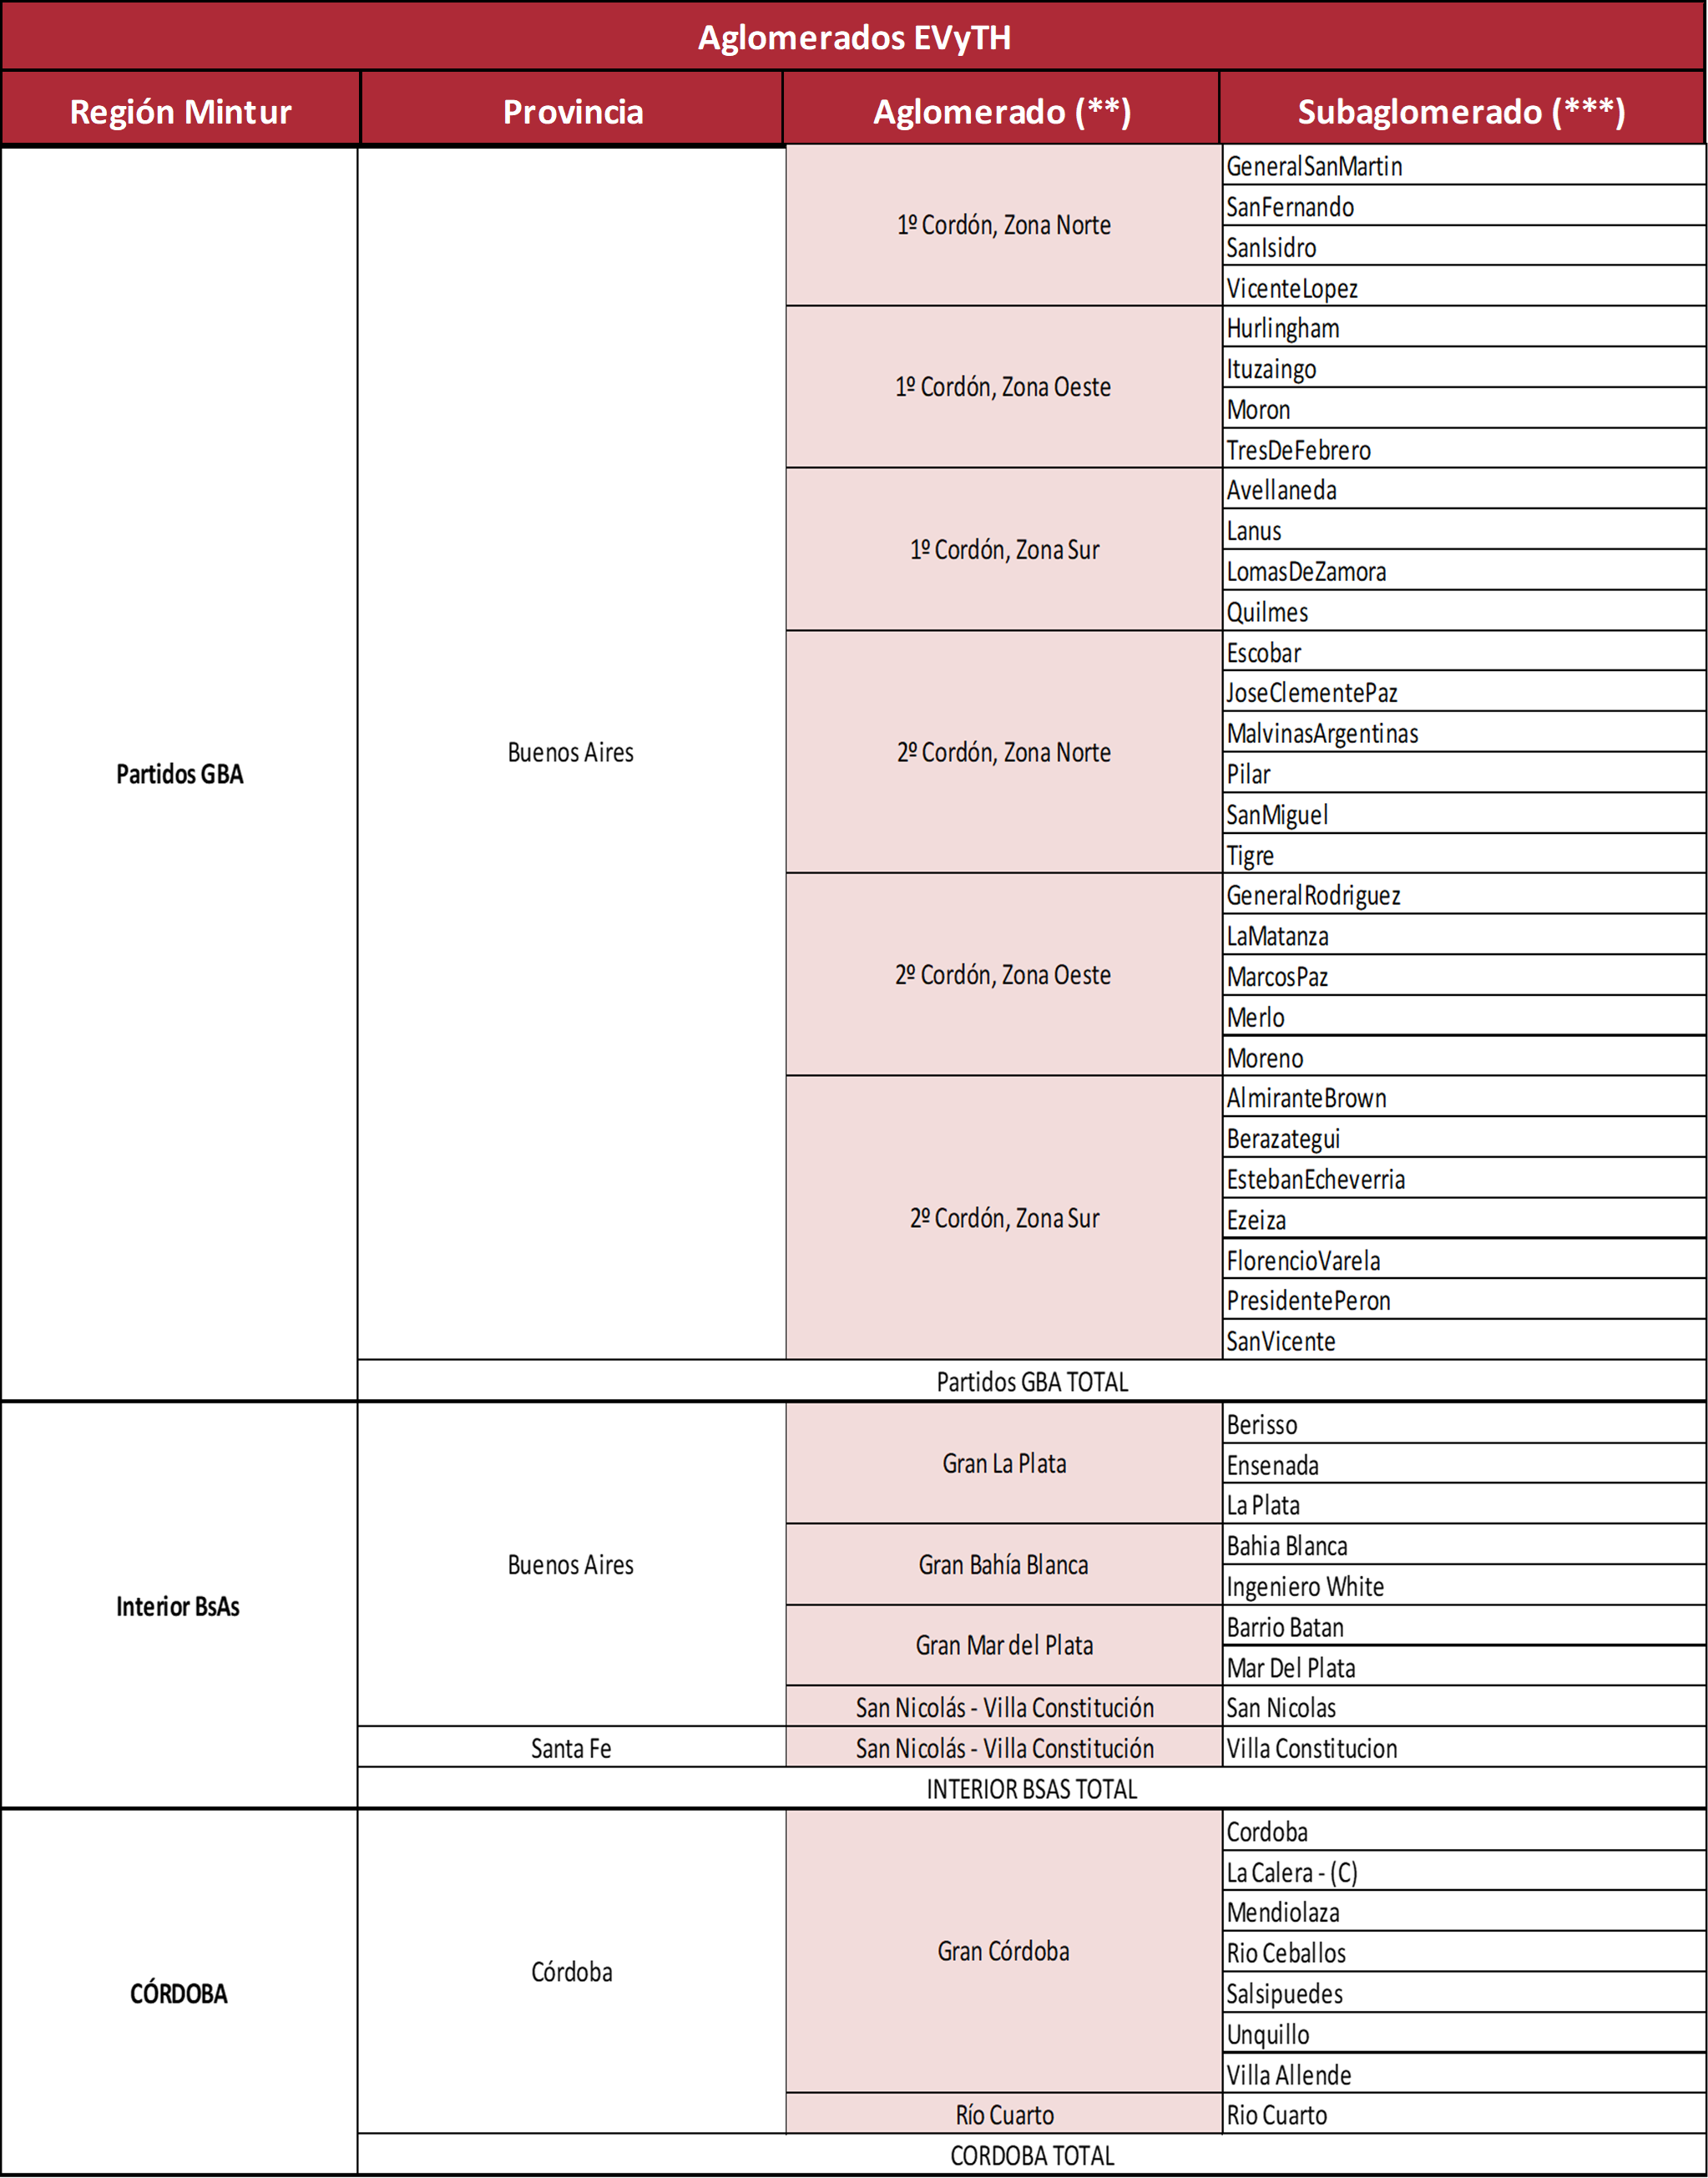 Aglomerados EVyTH
Región Mintur Provincia Aglomerado (**) Subaglomerado (***)
Partidos GBA
Buenos Aires
1º Cordón, Zona Norte
GeneralSanMartin
SanFernando
SanIsidro
VicenteLopez
1º Cordón, Zona Oeste
Hurlingham
Ituzaingo
Moron
TresDeFebrero
1º Cordón, Zona Sur
Avellaneda
Lanus
LomasDeZamora
Quilmes
2º Cordón, Zona Norte
Escobar
JoseClementePaz
MalvinasArgentinas
Pilar
SanMiguel
Tigre
2º Cordón, Zona Oeste
GeneralRodriguez
LaMatanza
MarcosPaz
Merlo
Moreno
2º Cordón, Zona Sur
AlmiranteBrown
Berazategui
EstebanEcheverria
Ezeiza
FlorencioVarela
PresidentePeron
SanVicente
Partidos GBA TOTAL
Interior BsAs
Buenos Aires
Gran La Plata
Berisso
Ensenada
La Plata
Gran Bahía Blanca
Bahia Blanca
Ingeniero White
Gran Mar del Plata
Barrio Batan
Mar Del Plata
San Nicolás - Villa Constitución San Nicolas
Santa Fe San Nicolás - Villa Constitución Villa Constitucion
INTERIOR BSAS TOTAL
CÓRDOBA
Córdoba
Gran Córdoba
Cordoba
La Calera - (C)
Mendiolaza
Rio Ceballos
Salsipuedes
Unquillo
Villa Allende
Río Cuarto Rio Cuarto
CORDOBA TOTAL